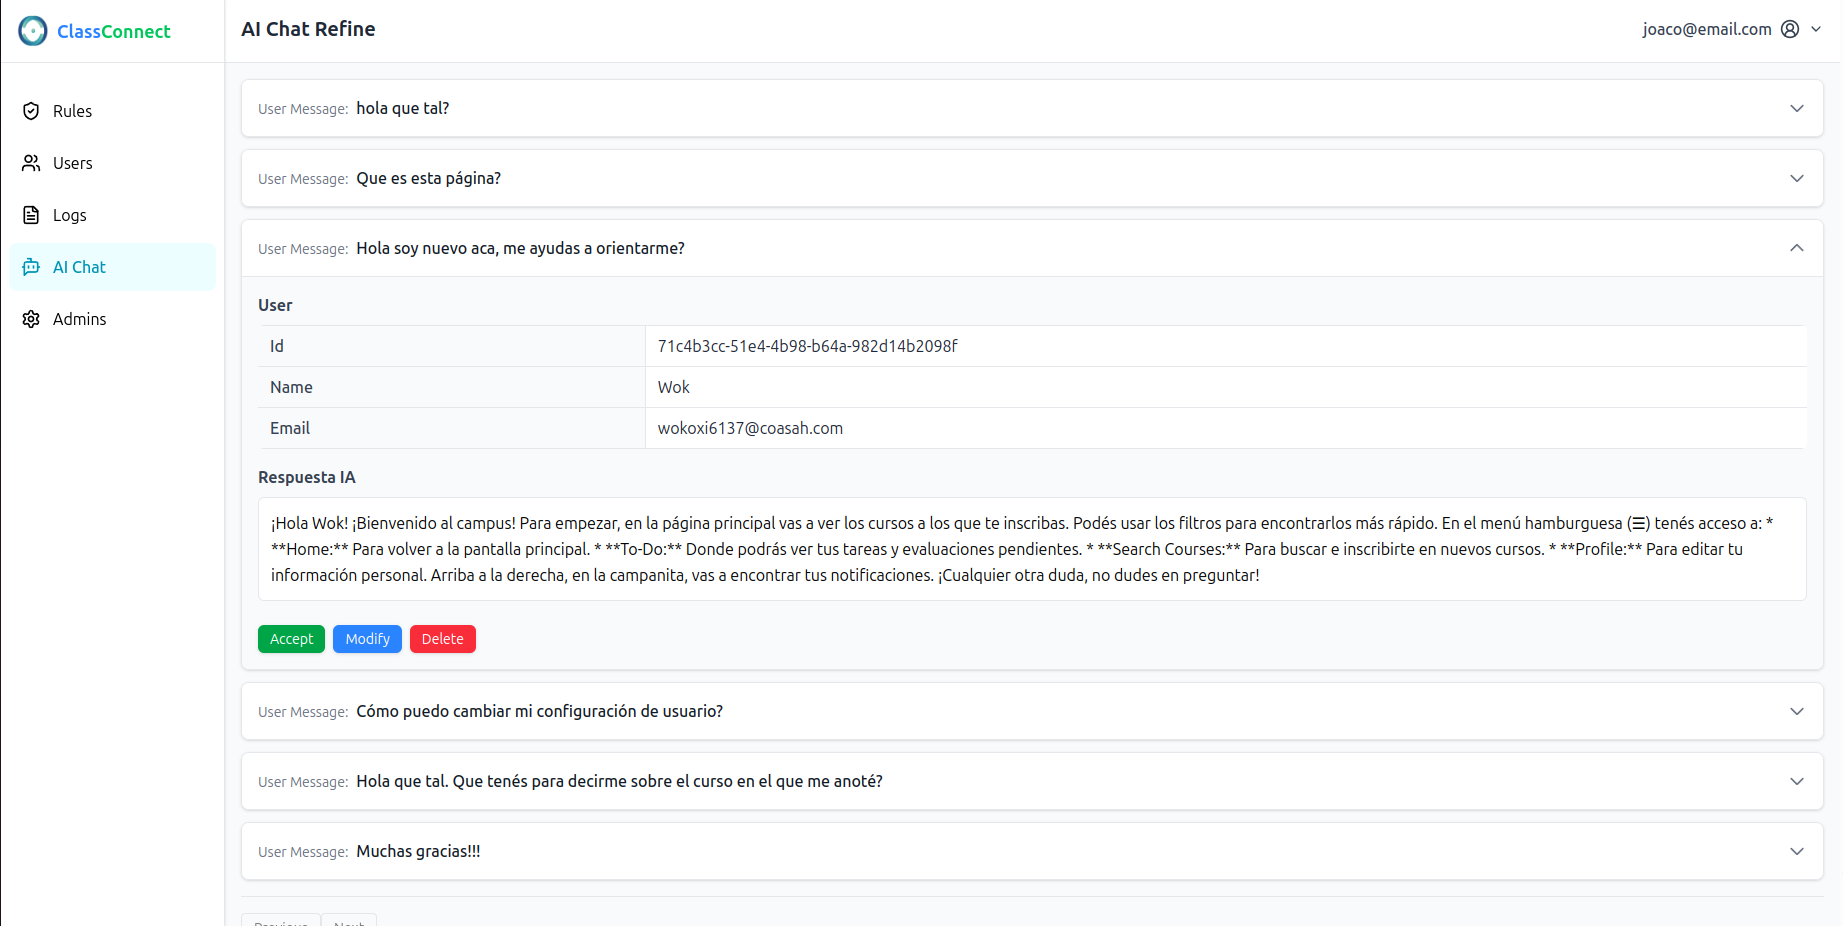 ClassConnect
AI Chat Refine
joaco@email.com
Rules
Users
Logs
AI Chat
Admins
User Message: hola que tal?
User Message: Que es esta página?
User Message: Hola soy nuevo aca, me ayudas a orientarme?
User
Id 71c4b3cc-51e4-4b98-b64a-982d14b2098f
Name Wok
Email wokoxi6137@coasah.com
Respuesta IA
¡Hola Wok! ¡Bienvenido al campus! Para empezar, en la página principal vas a ver los cursos a los que te inscribas. Podés usar los filtros para encontrarlos más rápido. En el menú hamburguesa (☰) tenés acceso a: *
**Home:** Para volver a la pantalla principal. * **To-Do:** Donde podrás ver tus tareas y evaluaciones pendientes. * **Search Courses:** Para buscar e inscribirte en nuevos cursos. * **Profile:** Para editar tu
información personal. Arriba a la derecha, en la campanita, vas a encontrar tus notificaciones. ¡Cualquier otra duda, no dudes en preguntar!
Accept Modify Delete
User Message: Cómo puedo cambiar mi configuración de usuario?
User Message: Hola que tal. Que tenés para decirme sobre el curso en el que me anoté?
User Message: Muchas gracias!!!
Previous Next